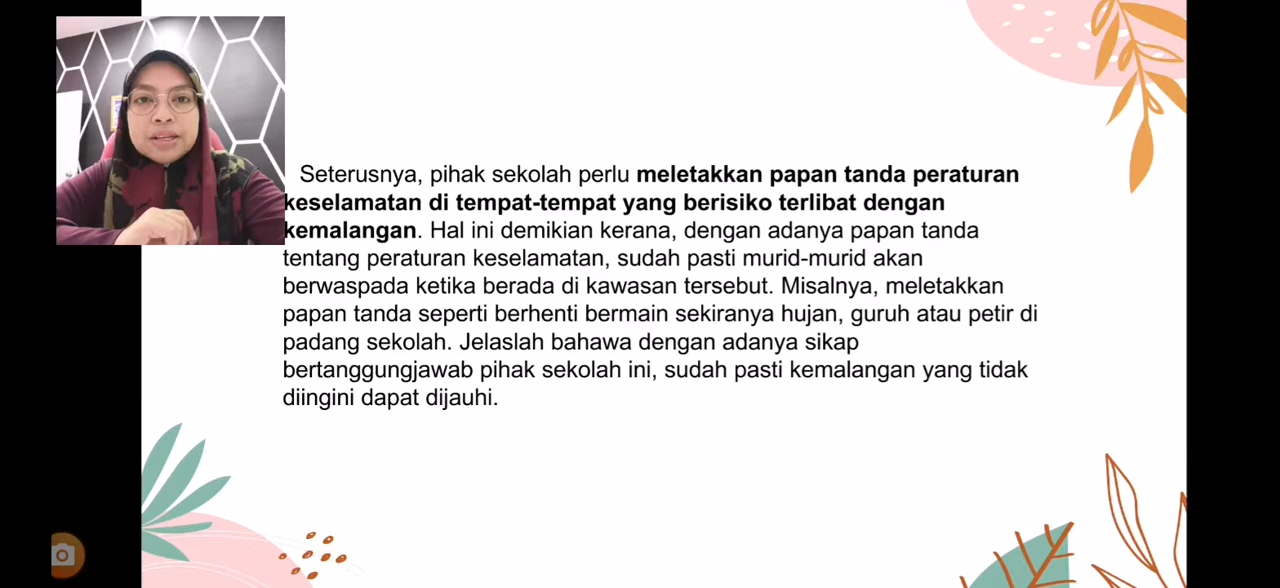 Seterusnya, pihak sekolah perlu meletakkan papan tanda peraturan
keselamatan di tempat-tempat yang berisiko terlibat dengan
kemalangan. Hal ini demikian kerana, dengan adanya papan tanda
tentang peraturan keselamatan, sudah pasti murid-murid akan
berwaspada ketika berada di kawasan tersebut. Misalnya, meletakkan
papan tanda seperti berhenti bermain sekiranya hujan, guruh atau petir di
padang sekolah. Jelaslah bahawa dengan adanya sikap
bertanggungjawab pihak sekolah ini, sudah pasti kemalangan yang tidak
diingini dapat dijauhi.